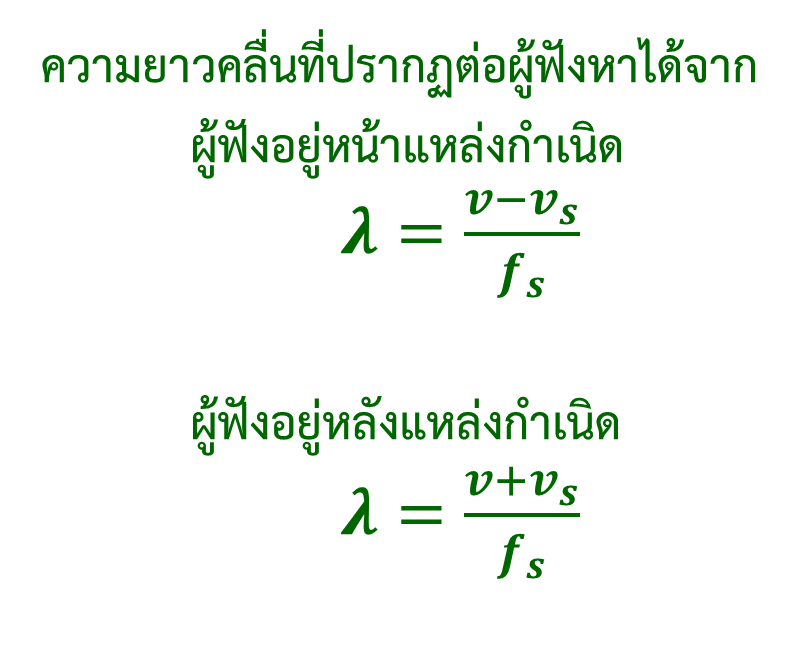 ความยาวคลื่นที่ปรากฏต่อผู้ฟังหาได้จาก
ผู้ฟังอยู่หน้าแหล่งกำเนิด
λ = (v−vₛ)/fₛ
ผู้ฟังอยู่หลังแหล่งกำเนิด
λ = (v+vₛ)/fₛ